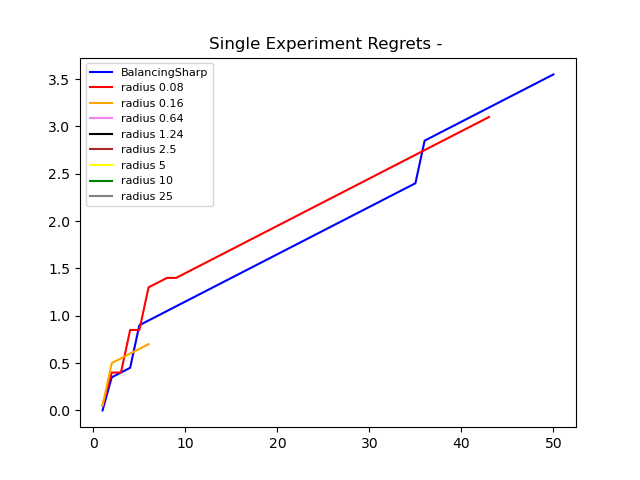 Single Experiment Regrets -
BalancingSharp
radius 0.08
radius 0.16
radius 0.64
radius 1.24
radius 2.5
radius 5
radius 10
radius 25
3.5
3.0
2.5
2.0
1.5
1.0
0.5
0.0
0 10 20 30 40 50